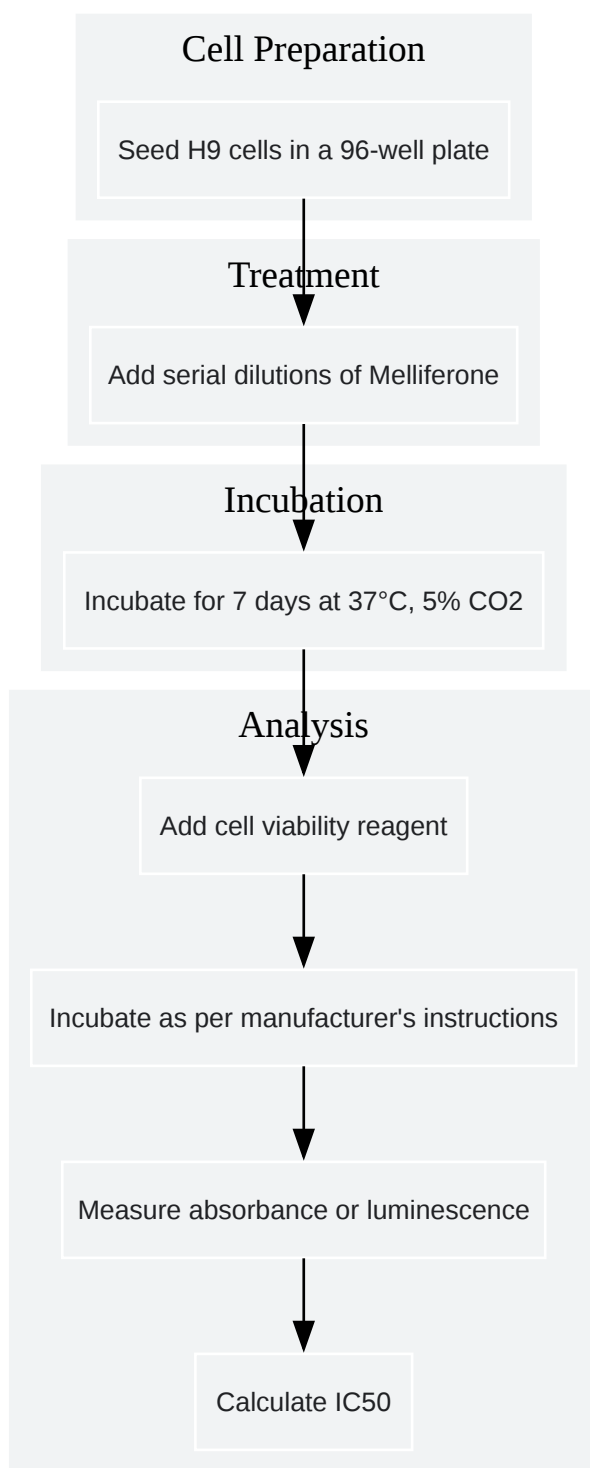 Cell Preparation
Seed H9 cells in a 96-well plate
Treatment
Add serial dilutions of Melliferone
Incubation
Incubate for 7 days at 37°C, 5% CO2
Analysis
Add cell viability reagent
Incubate as per manufacturer's instructions
Measure absorbance or luminescence
Calculate IC50